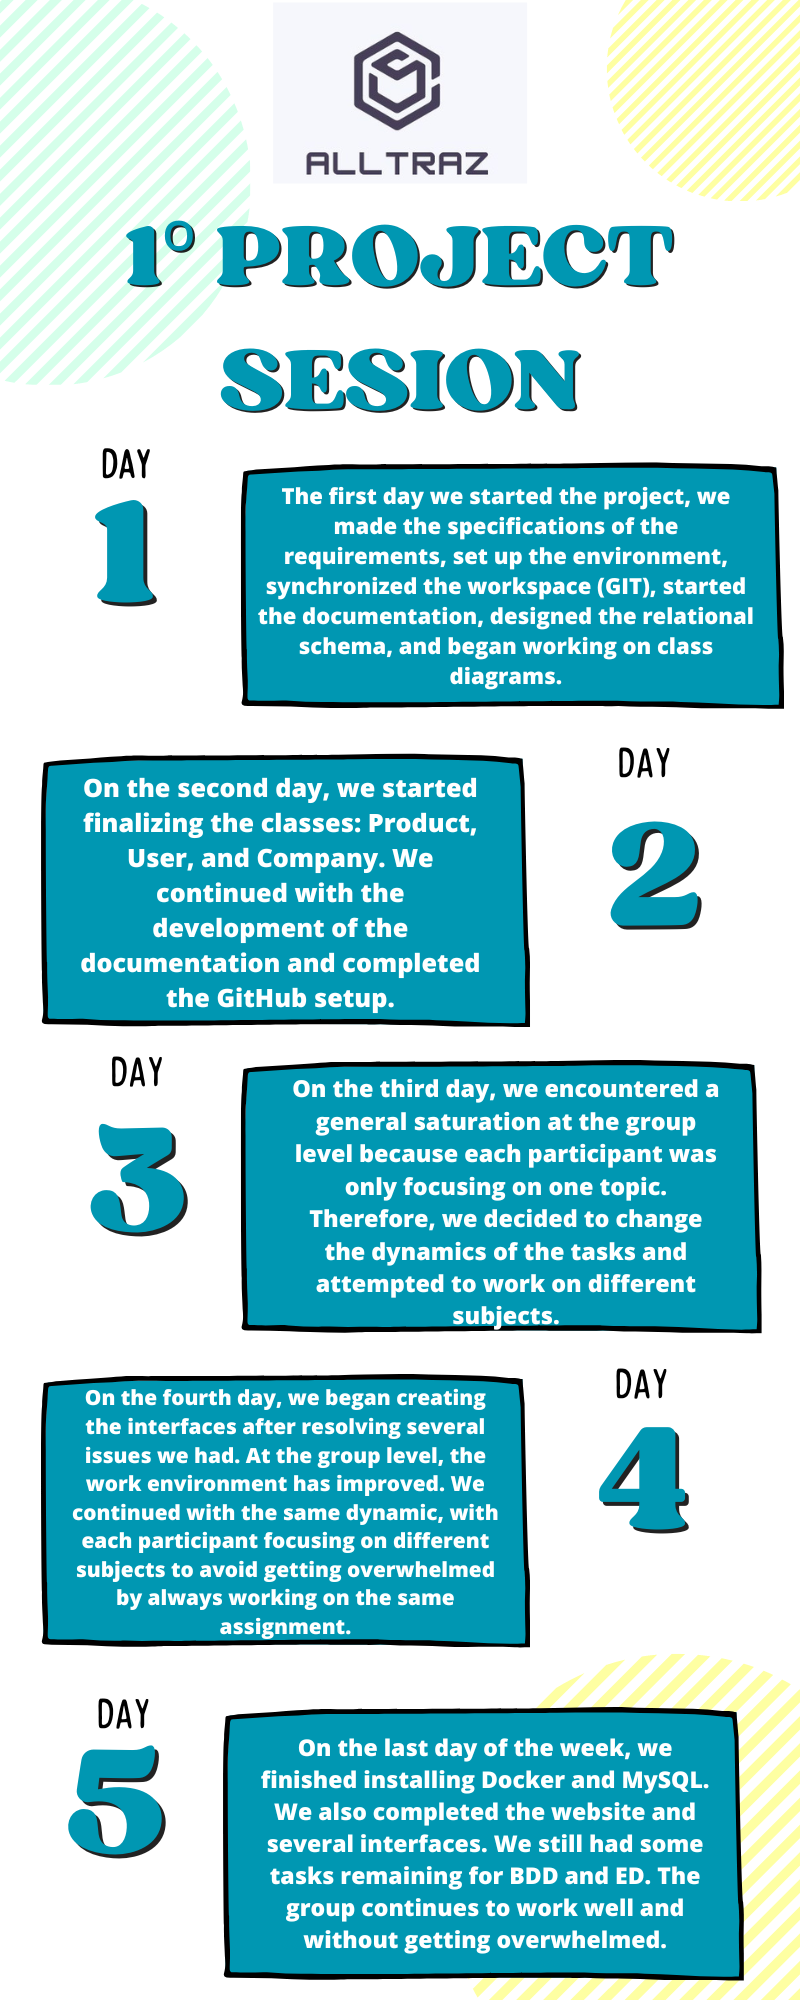 ALLTRAZ
1º PROJECT
SESION
DAY
1
The first day we started the project, we
made the specifications of the
requirements, set up the environment,
synchronized the workspace (GIT), started
the documentation, designed the relational
schema, and began working on class
diagrams.
DAY
2
On the second day, we started
finalizing the classes: Product,
User, and Company. We
continued with the
development of the
documentation and completed
the GitHub setup.
DAY
3
On the third day, we encountered a
general saturation at the group
level because each participant was
only focusing on one topic.
Therefore, we decided to change
the dynamics of the tasks and
attempted to work on different
subjects.
DAY
4
On the fourth day, we began creating
the interfaces after resolving several
issues we had. At the group level, the
work environment has improved. We
continued with the same dynamic, with
each participant focusing on different
subjects to avoid getting overwhelmed
by always working on the same
assignment.
DAY
5
On the last day of the week, we
finished installing Docker and MySQL.
We also completed the website and
several interfaces. We still had some
tasks remaining for BDD and ED. The
group continues to work well and
without getting overwhelmed.